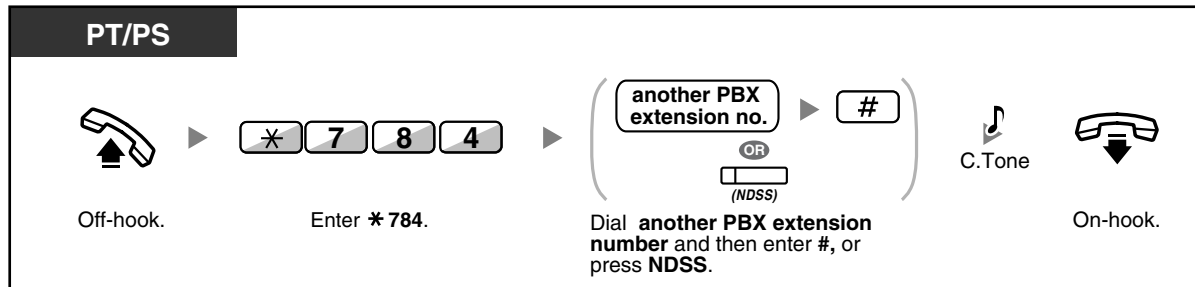 PT/PS
another PBX
extension no.
#
OR
(NDSS)
* 7 8 4
C.Tone
Off-hook.
Enter * 784.
Dial another PBX extension
number and then enter #, or
press NDSS.
On-hook.